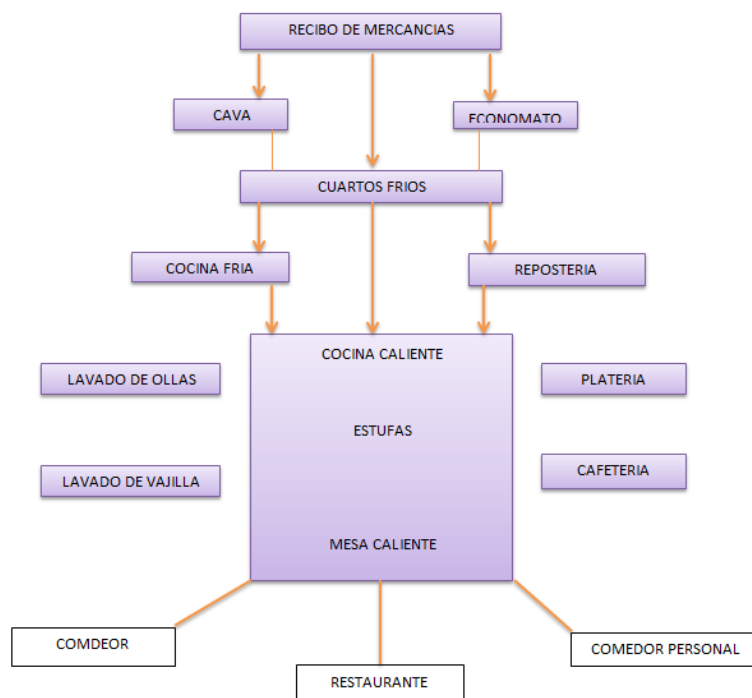 RECIBO DE MERCANCIAS
CAVA
ECONOMATO
CUARTOS FRIOS
COCINA FRIA
REPOSTERIA
COCINA CALIENTE
LAVADO DE OLLAS
PLATERIA
ESTUFAS
LAVADO DE VAJILLA
CAFETERIA
MESA CALIENTE
COMDEOR
COMEDOR PERSONAL
RESTAURANTE